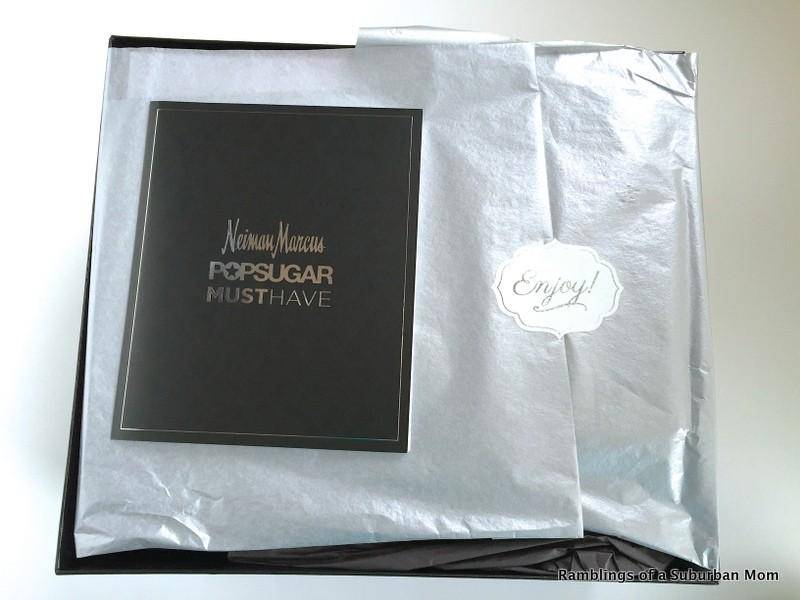 Neiman Marcus
POPSUGAR
MUSTHAVE
Enjoy!
Ramblings of a Suburban Mom